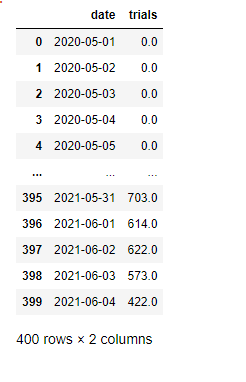 date trials
0 2020-05-01 0.0
1 2020-05-02 0.0
2 2020-05-03 0.0
3 2020-05-04 0.0
4 2020-05-05 0.0
... ... ...
395 2021-05-31 703.0
396 2021-06-01 614.0
397 2021-06-02 622.0
398 2021-06-03 573.0
399 2021-06-04 422.0
400 rows × 2 columns